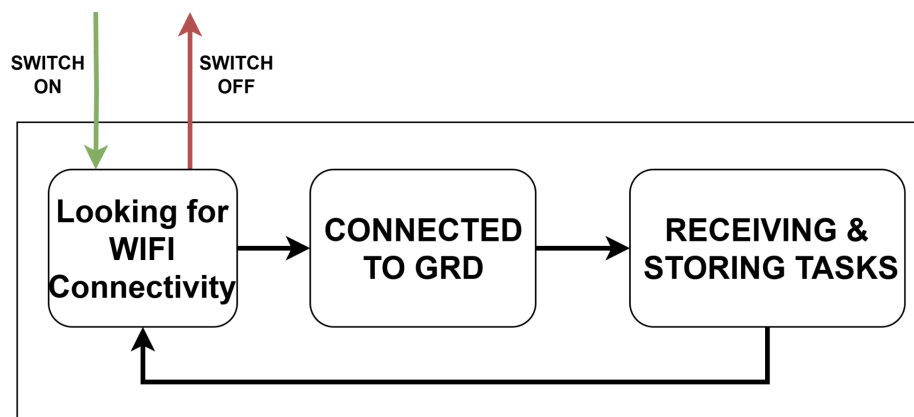 SWITCH
ON
SWITCH
OFF
Looking for
WIFI
Connectivity
CONNECTED
TO GRD
RECEIVING &
STORING TASKS